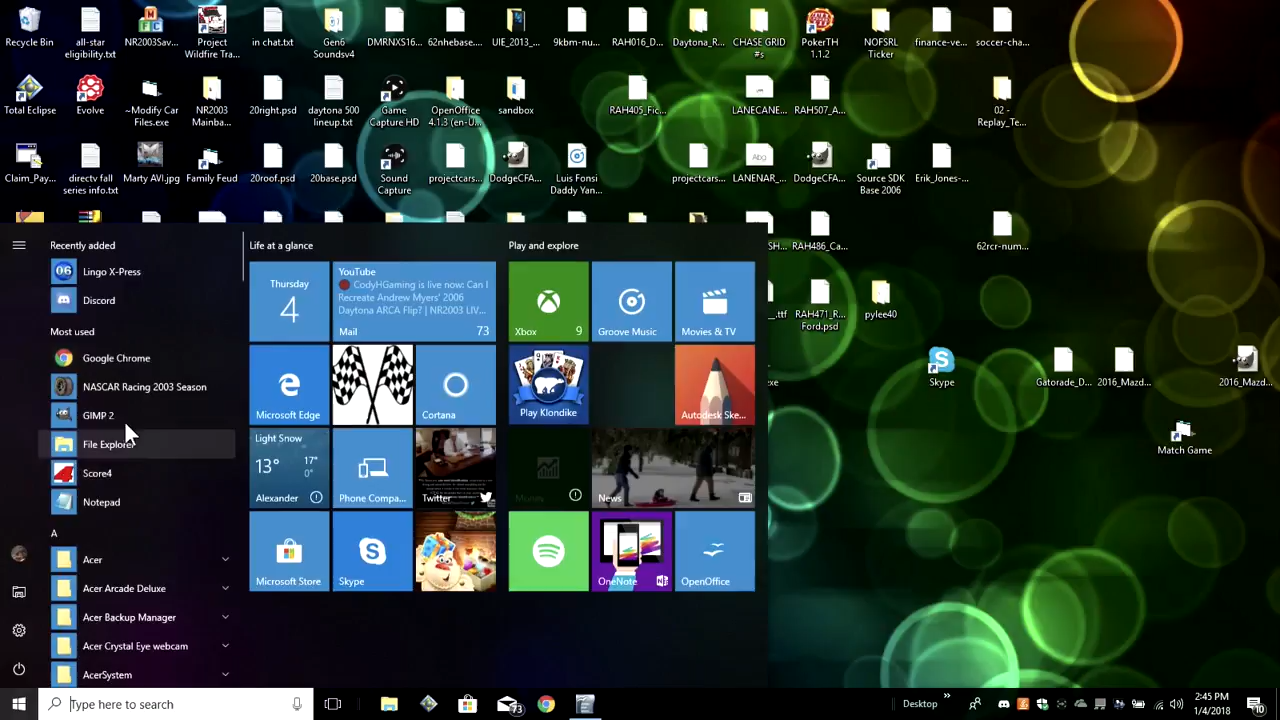 Recycle Bin
all-star
elligibility.txt
NR2003Sav...
Project
Wildfire Tra...
in chat.txt
Gen6
Soundsv4
DMRNXS16...
62nhebase...
UIE_2013_...
9kbm-nu...
RAH016_D...
Daytona_R...
CHASE GRID
#s
PokerTH
1.1.2
NOFSRL
Ticker
finance-ve...
soccer-cha...
Total Eclipse
Evolve
~Modify Car
Files.exe
NR2003
Mainba...
20right.psd
daytona 500
lineup.txt
Game
Capture HD
OpenOffice
4.1.3 (en-U...
sandbox
RAH405_Fic...
LANECANE...
RAH507_A...
02 -
Replay_Te...
Claim_Pay...
directv fall
series info.txt
Marty AVI.jpg
Family Feud
20roof.psd
20base.psd
Sound
Capture
projectcars...
DodgeCFA...
Luis Fonsi
Daddy Yan...
projectcars...
LANENAR_...
DodgeCFA...
Source SDK
Base 2006
Erik_Jones-...
RAH486_Ca...
62rcr-num...
RAH471_R...
Ford.psd
pylee40
Skype
Gatorade_D...
2016_Mazd...
2016_Mazd...
Match Game
Recently added
Lingo X-Press
Discord
Most used
Google Chrome
NASCAR Racing 2003 Season
GIMP 2
File Explorer
Score4
Notepad
A
Acer
Acer Arcade Deluxe
Acer Backup Manager
Acer Crystal Eye webcam
AcerSystem
Life at a glance
Thursday
4
YouTube
CodyHGaming is live now: Can I
Recreate Andrew Myers' 2006
Daytona ARCA Flip? | NR2003 LIV...
Mail 73
Microsoft Edge
Cortana
Light Snow
13° 17°
0°
Alexander
Phone Compa...
Twitter
Microsoft Store
Skype
Play and explore
Xbox 9
Groove Music
Movies & TV
Play Klondike
Autodesk Ske...
Money
News
OneNote
OpenOffice
Type here to search
73
Desktop
2:45 PM
1/4/2018
10